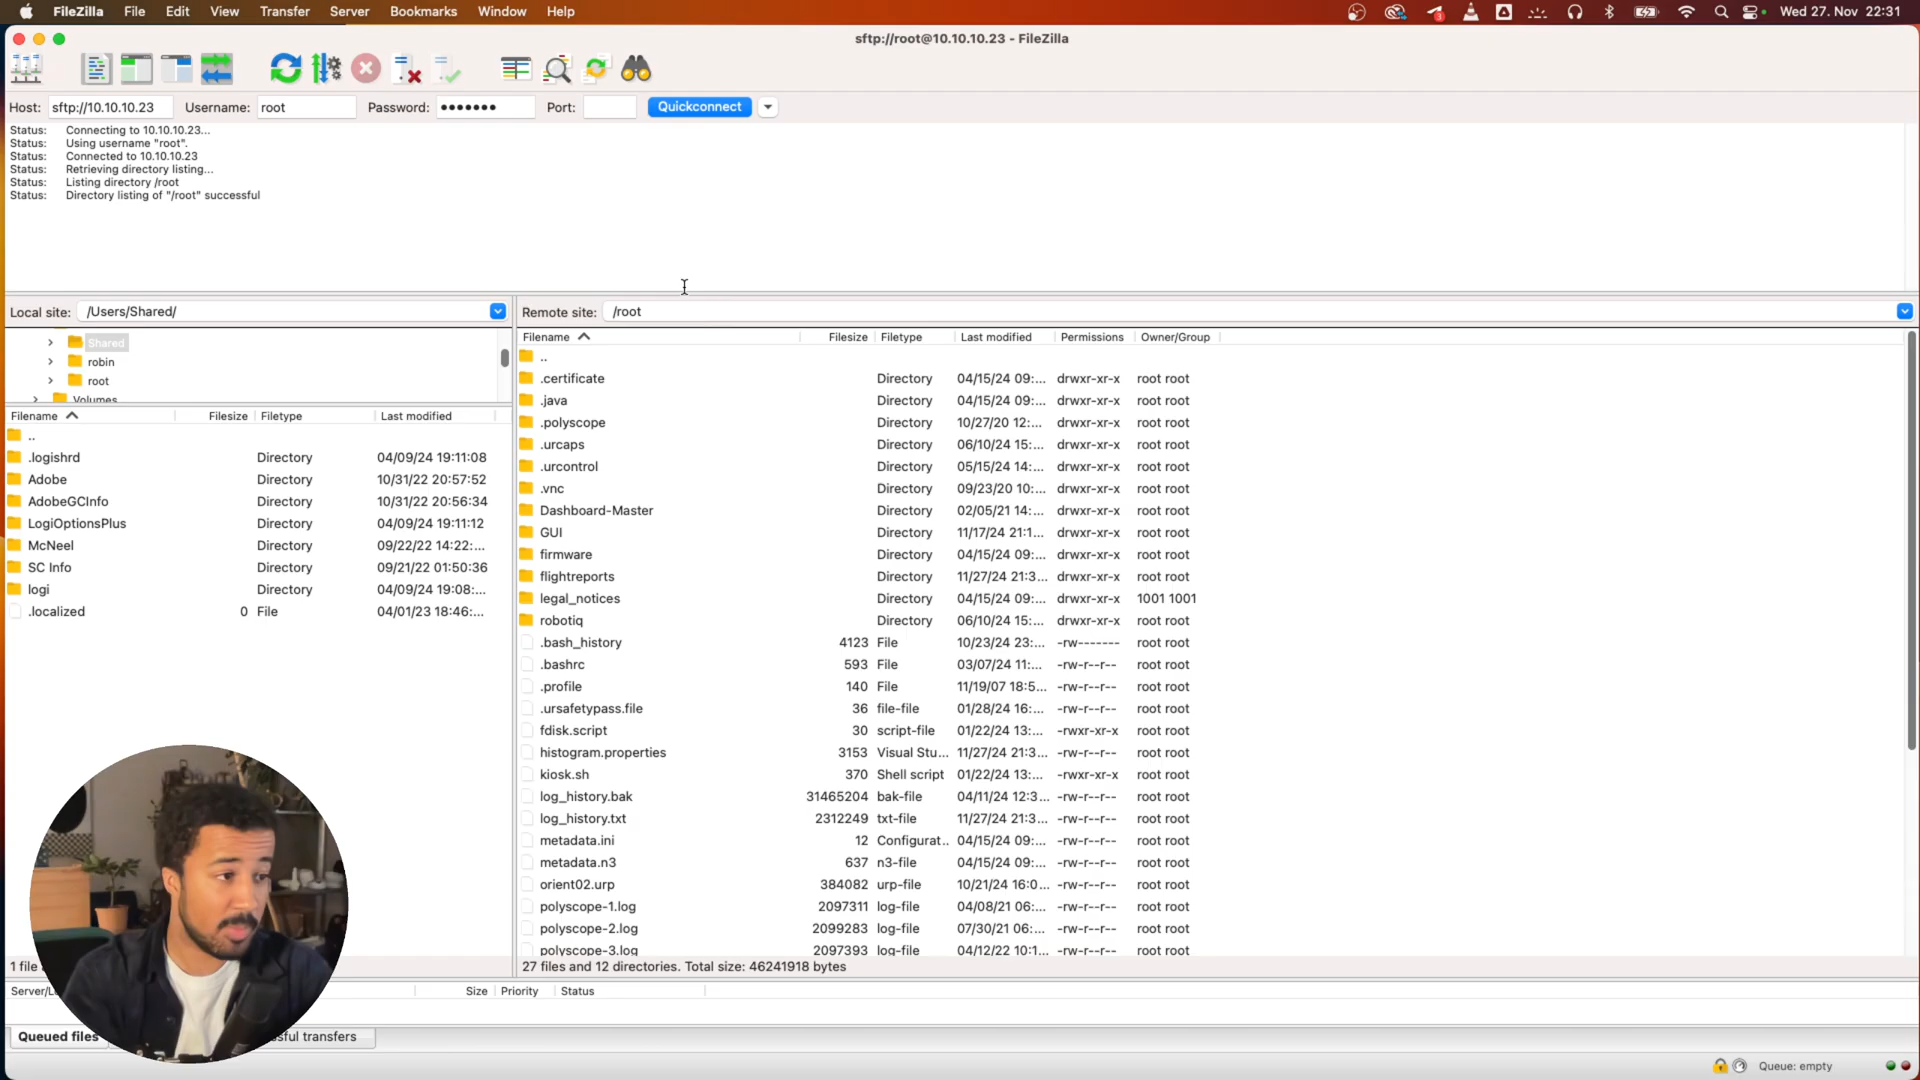 FileZilla File Edit View Transfer Server Bookmarks Window Help 3 A Wed 27. Nov 22:31
sftp://root@10.10.10.23 - FileZilla
Host: sftp://10.10.10.23 Username: root Password: ••••••• Port: Quickconnect
Status: Connecting to 10.10.10.23...
Status: Using username "root".
Status: Connected to 10.10.10.23
Status: Retrieving directory listing...
Status: Listing directory /root
Status: Directory listing of "/root" successful
Local site: /Users/Shared/
Shared
robin
root
Volumes
Filename Filesize Filetype Last modified
..
.logishrd Directory 04/09/24 19:11:08
Adobe Directory 10/31/22 20:57:52
AdobeGCInfo Directory 10/31/22 20:56:34
LogiOptionsPlus Directory 04/09/24 19:11:12
McNeel Directory 09/22/22 14:22:...
SC Info Directory 09/21/22 01:50:36
logi Directory 04/09/24 19:08:...
.localized 0 File 04/01/23 18:46:...
1 file
Remote site: /root
Filename Filesize Filetype Last modified Permissions Owner/Group
..
.certificate Directory 04/15/24 09:... drwxr-xr-x root root
.java Directory 04/15/24 09:... drwxr-xr-x root root
.polyscope Directory 10/27/20 12:... drwxr-xr-x root root
.urcaps Directory 06/10/24 15:... drwxr-xr-x root root
.urcontrol Directory 05/15/24 14:... drwxr-xr-x root root
.vnc Directory 09/23/20 10:... drwxr-xr-x root root
Dashboard-Master Directory 02/05/21 14:... drwxr-xr-x root root
GUI Directory 11/17/24 21:1... drwxr-xr-x root root
firmware Directory 04/15/24 09:... drwxr-xr-x root root
flightreports Directory 11/27/24 21:3... drwxr-xr-x root root
legal_notices Directory 04/15/24 09:... drwxr-xr-x 1001 1001
robotiq Directory 06/10/24 15:... drwxr-xr-x root root
.bash_history 4123 File 10/23/24 23:... -rw------- root root
.bashrc 593 File 03/07/24 11:... -rw-r--r-- root root
.profile 140 File 11/19/07 18:5... -rw-r--r-- root root
.ursafetypass.file 36 file-file 01/28/24 16:... -rw-r--r-- root root
fdisk.script 30 script-file 01/22/24 13:... -rwxr-xr-x root root
histogram.properties 3153 Visual Stu... 11/27/24 21:3... -rw-r--r-- root root
kiosk.sh 370 Shell script 01/22/24 13:... -rwxr-xr-x root root
log_history.bak 31465204 bak-file 04/11/24 12:3... -rw-r--r-- root root
log_history.txt 2312249 txt-file 11/27/24 21:3... -rw-r--r-- root root
metadata.ini 12 Configurat.. 04/15/24 09:... -rw-r--r-- root root
metadata.n3 637 n3-file 04/15/24 09:... -rw-r--r-- root root
orient02.urp 384082 urp-file 10/21/24 16:0... -rw-r--r-- root root
polyscope-1.log 2097311 log-file 04/08/21 06:... -rw-r--r-- root root
polyscope-2.log 2099283 log-file 07/30/21 06:... -rw-r--r-- root root
polyscope-3.log 2097393 log-file 04/12/22 10:1... -rw-r--r-- root root
27 files and 12 directories. Total size: 46241918 bytes
Size Priority Status
Queued files transfers
Queue: empty